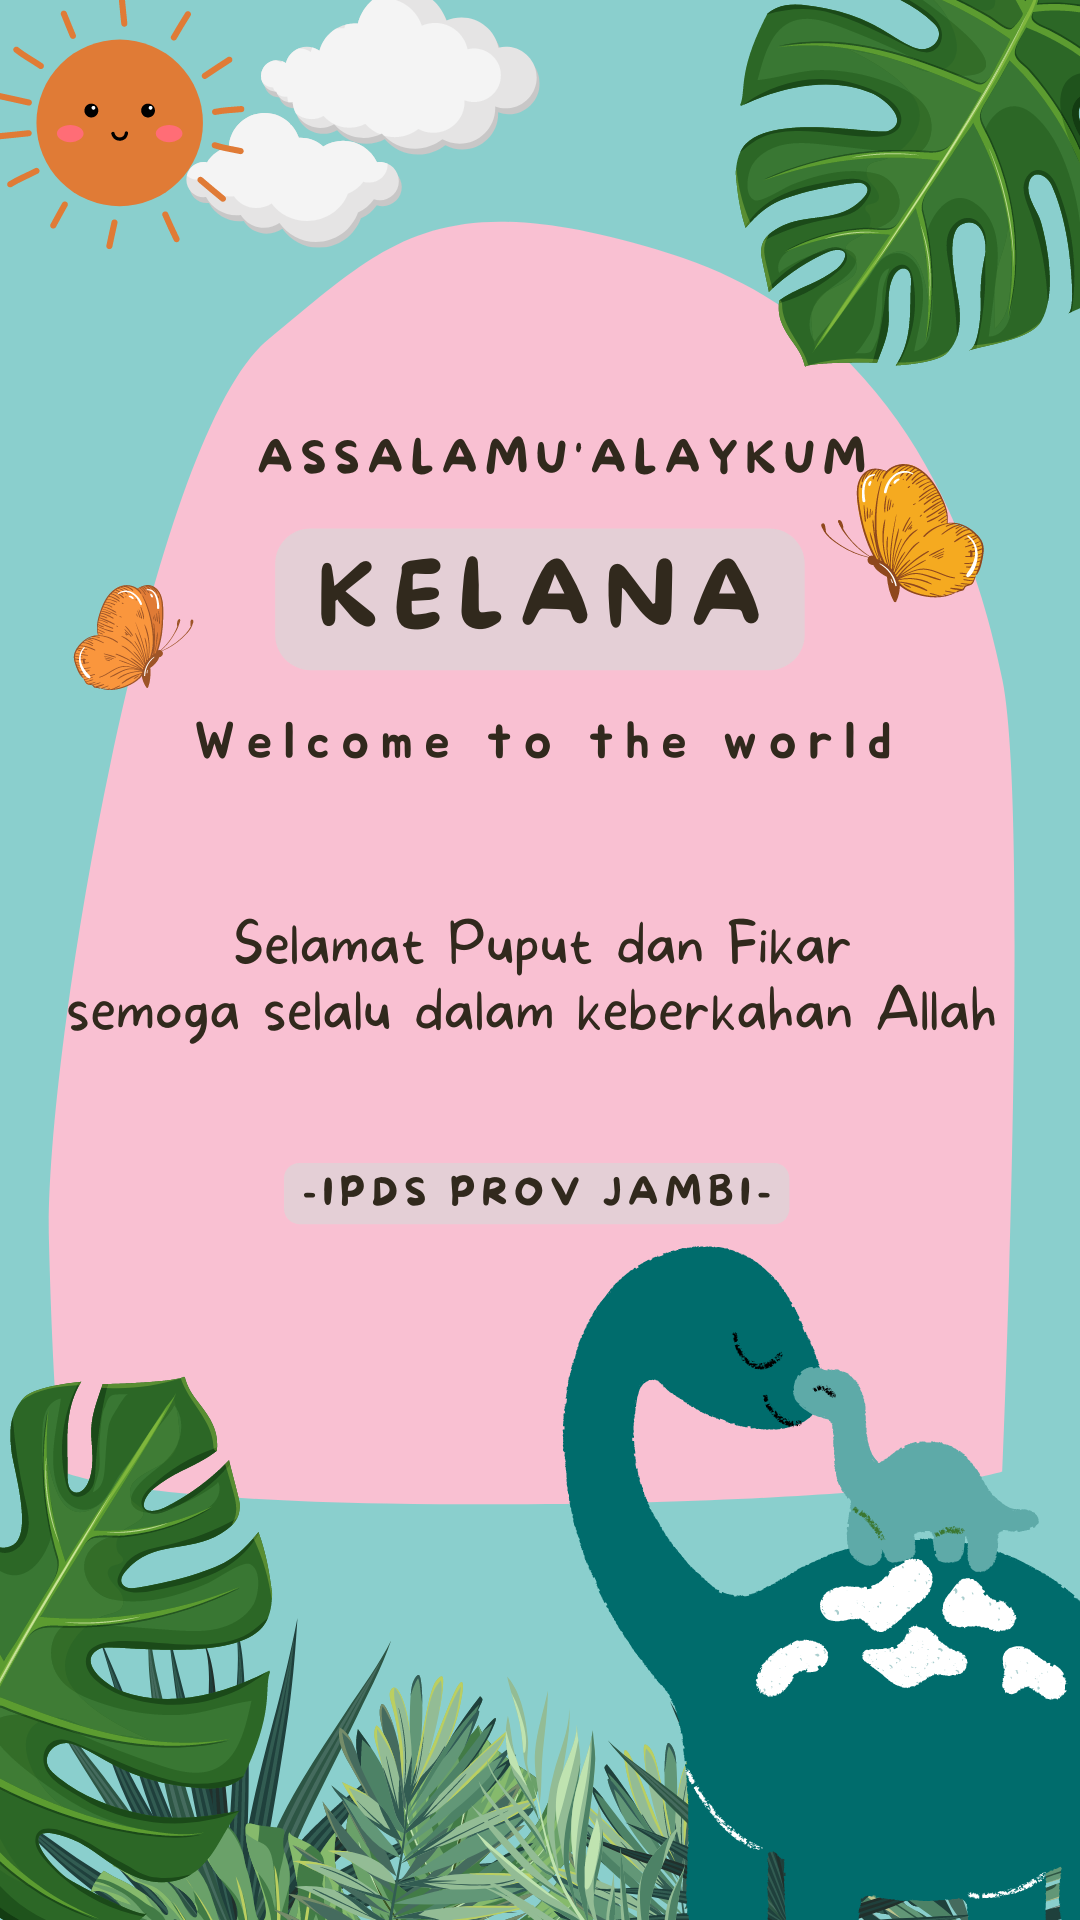 ASSALAMU'ALAYKUM
KELANA
Welcome to the world
Selamat Puput dan Fikar
semoga selalu dalam keberkahan Allah
-IPDS PROV JAMBI-